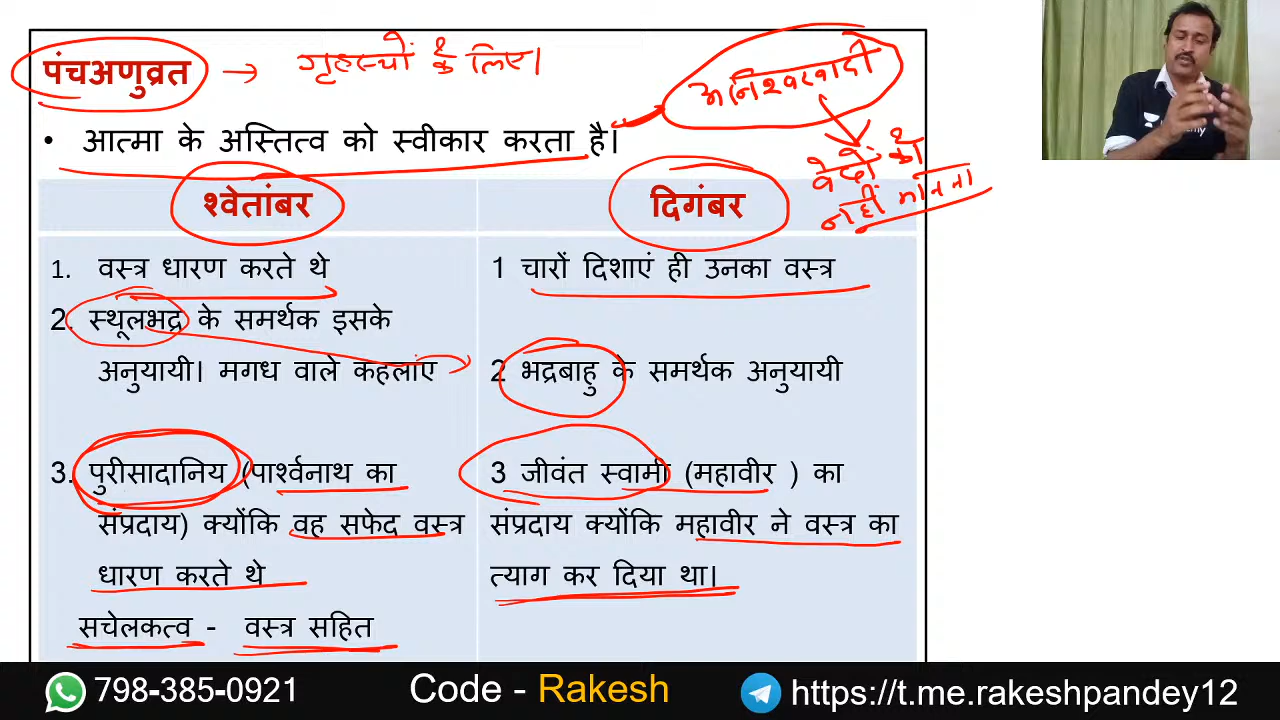 पंचअणुव्रत → गृहस्थों के लिए।
अनिश्वरवादी
• आत्मा के अस्तित्व को स्वीकार करता है।
वेदों को
नहीं मानना
श्वेतांबर
दिगंबर
1. वस्त्र धारण करते थे
2. स्थूलभद्र के समर्थक इसके
अनुयायी। मगध वाले कहलांए
3. पुरीसादानिय (पार्श्वनाथ का
संप्रदाय) क्योंकि वह सफेद वस्त्र
धारण करते थे
सचेलकत्व - वस्त्र सहित
1 चारों दिशाएं ही उनका वस्त्र
2 भद्रबाहु के समर्थक अनुयायी
3 जीवंत स्वामी (महावीर ) का
संप्रदाय क्योंकि महावीर ने वस्त्र का
त्याग कर दिया था।
798-385-0921
Code - Rakesh
https://t.me.rakeshpandey12